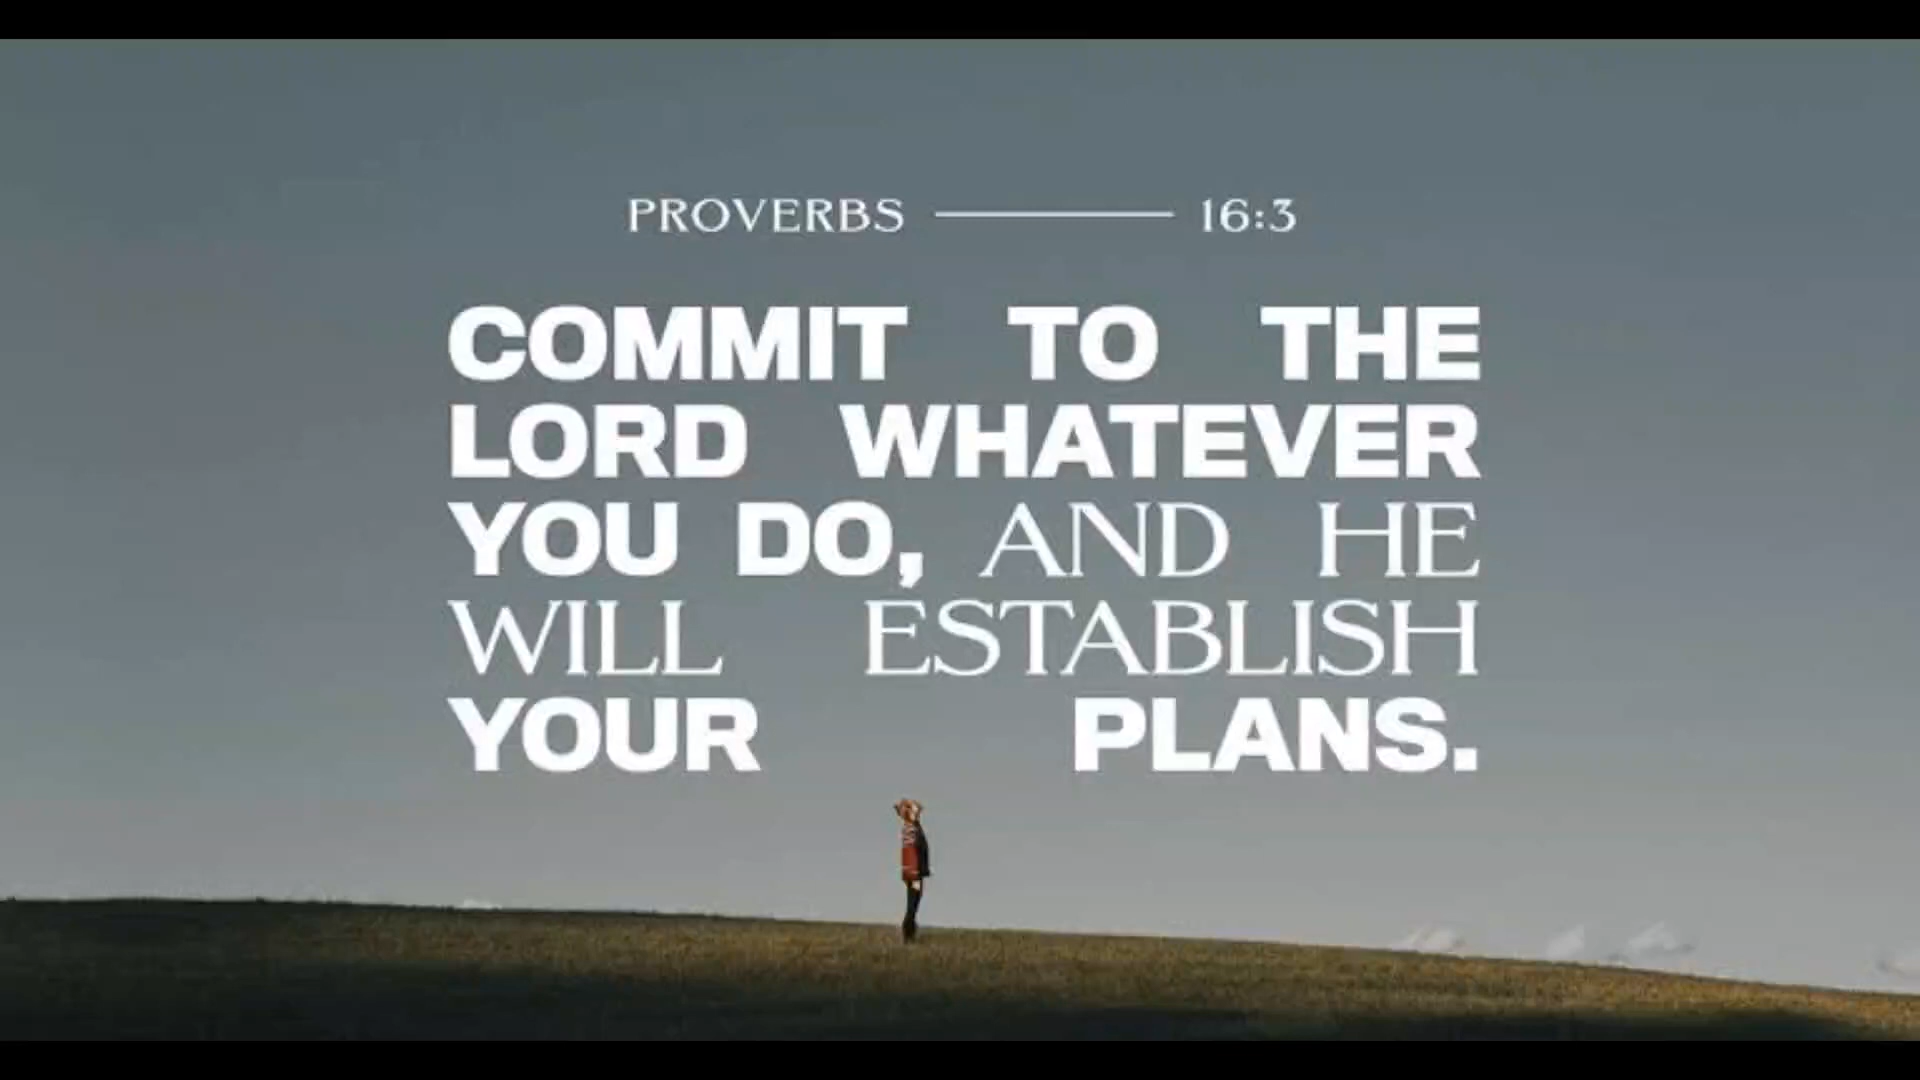 PROVERBS 16:3
COMMIT TO THE
LORD WHATEVER
YOU DO, AND HE
WILL ESTABLISH
YOUR PLANS.